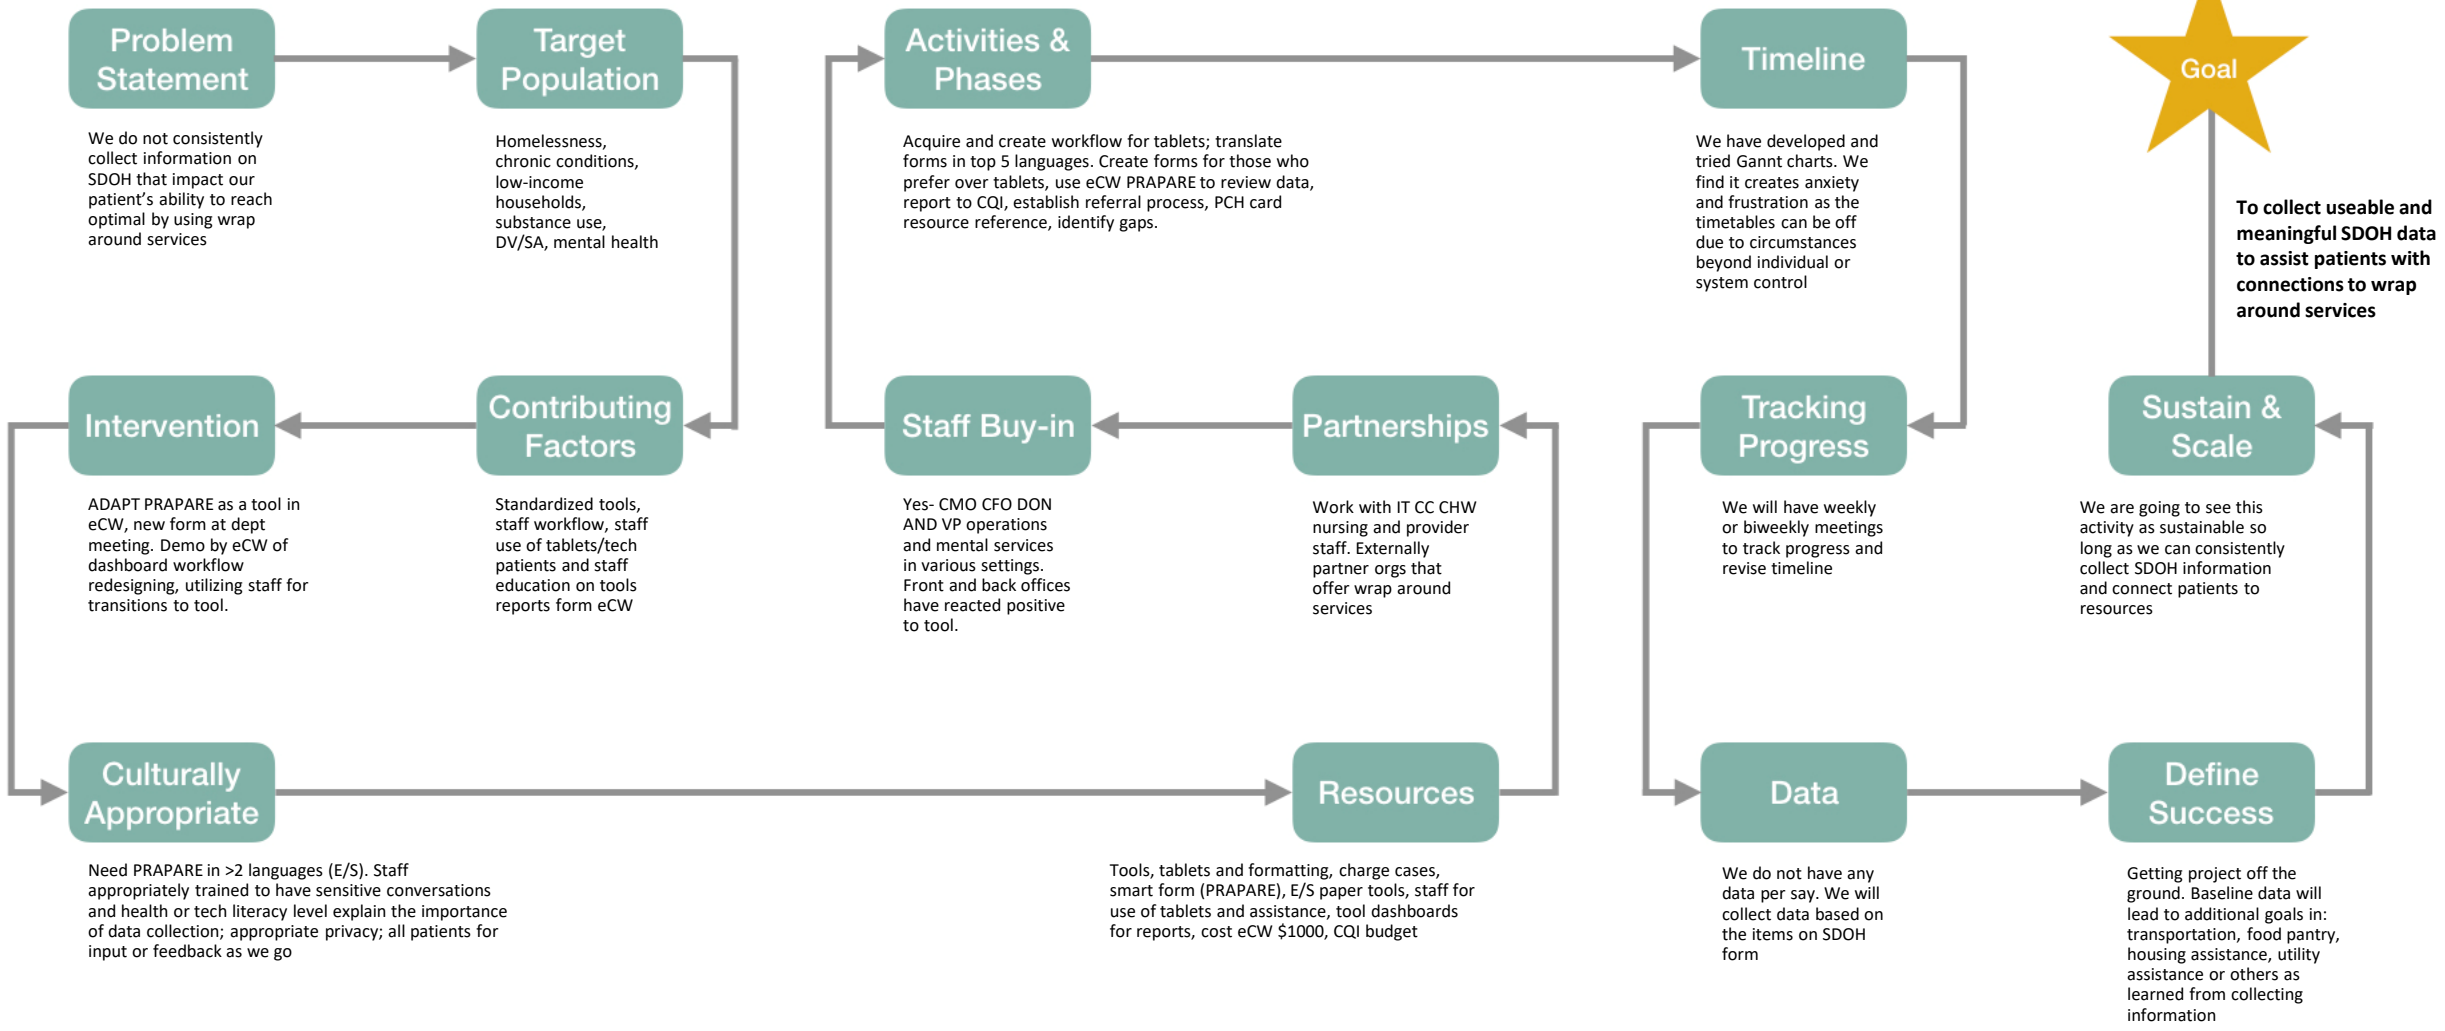 Problem
Statement
We do not consistently
collect information on
SDOH that impact our
patient’s ability to reach
optimal by using wrap
around services
Target
Population
Homelessness,
chronic conditions,
low-income
households,
substance use,
DV/SA, mental health
Contributing
Factors
Standardized tools,
staff workflow, staff
use of tablets/tech
patients and staff
education on tools
reports form eCW
Intervention
ADAPT PRAPARE as a tool in
eCW, new form at dept
meeting. Demo by eCW of
dashboard workflow
redesigning, utilizing staff for
transitions to tool.
Culturally
Appropriate
Need PRAPARE in >2 languages (E/S). Staff
appropriately trained to have sensitive conversations
and health or tech literacy level explain the importance
of data collection; appropriate privacy; all patients for
input or feedback as we go
Resources
Tools, tablets and formatting, charge cases,
smart form (PRAPARE), E/S paper tools, staff for
use of tablets and assistance, tool dashboards
for reports, cost eCW $1000, CQI budget
Partnerships
Work with IT CC CHW
nursing and provider
staff. Externally
partner orgs that
offer wrap around
services
Staff Buy-in
Yes- CMO CFO DON
AND VP operations
and mental services
in various settings.
Front and back offices
have reacted positive
to tool.
Activities &
Phases
Acquire and create workflow for tablets; translate
forms in top 5 languages. Create forms for those who
prefer over tablets, use eCW PRAPARE to review data,
report to CQI, establish referral process, PCH card
resource reference, identify gaps.
Timeline
We have developed and
tried Gannt charts. We
find it creates anxiety
and frustration as the
timetables can be off
due to circumstances
beyond individual or
system control
Tracking
Progress
We will have weekly
or biweekly meetings
to track progress and
revise timeline
Data
We do not have any
data per say. We will
collect data based on
the items on SDOH
form
Define
Success
Getting project off the
ground. Baseline data will
lead to additional goals in:
transportation, food pantry,
housing assistance, utility
assistance or others as
learned from collecting
information
Sustain &
Scale
We are going to see this
activity as sustainable so
long as we can consistently
collect SDOH information
and connect patients to
resources
Goal
To collect useable and
meaningful SDOH data
to assist patients with
connections to wrap
around services